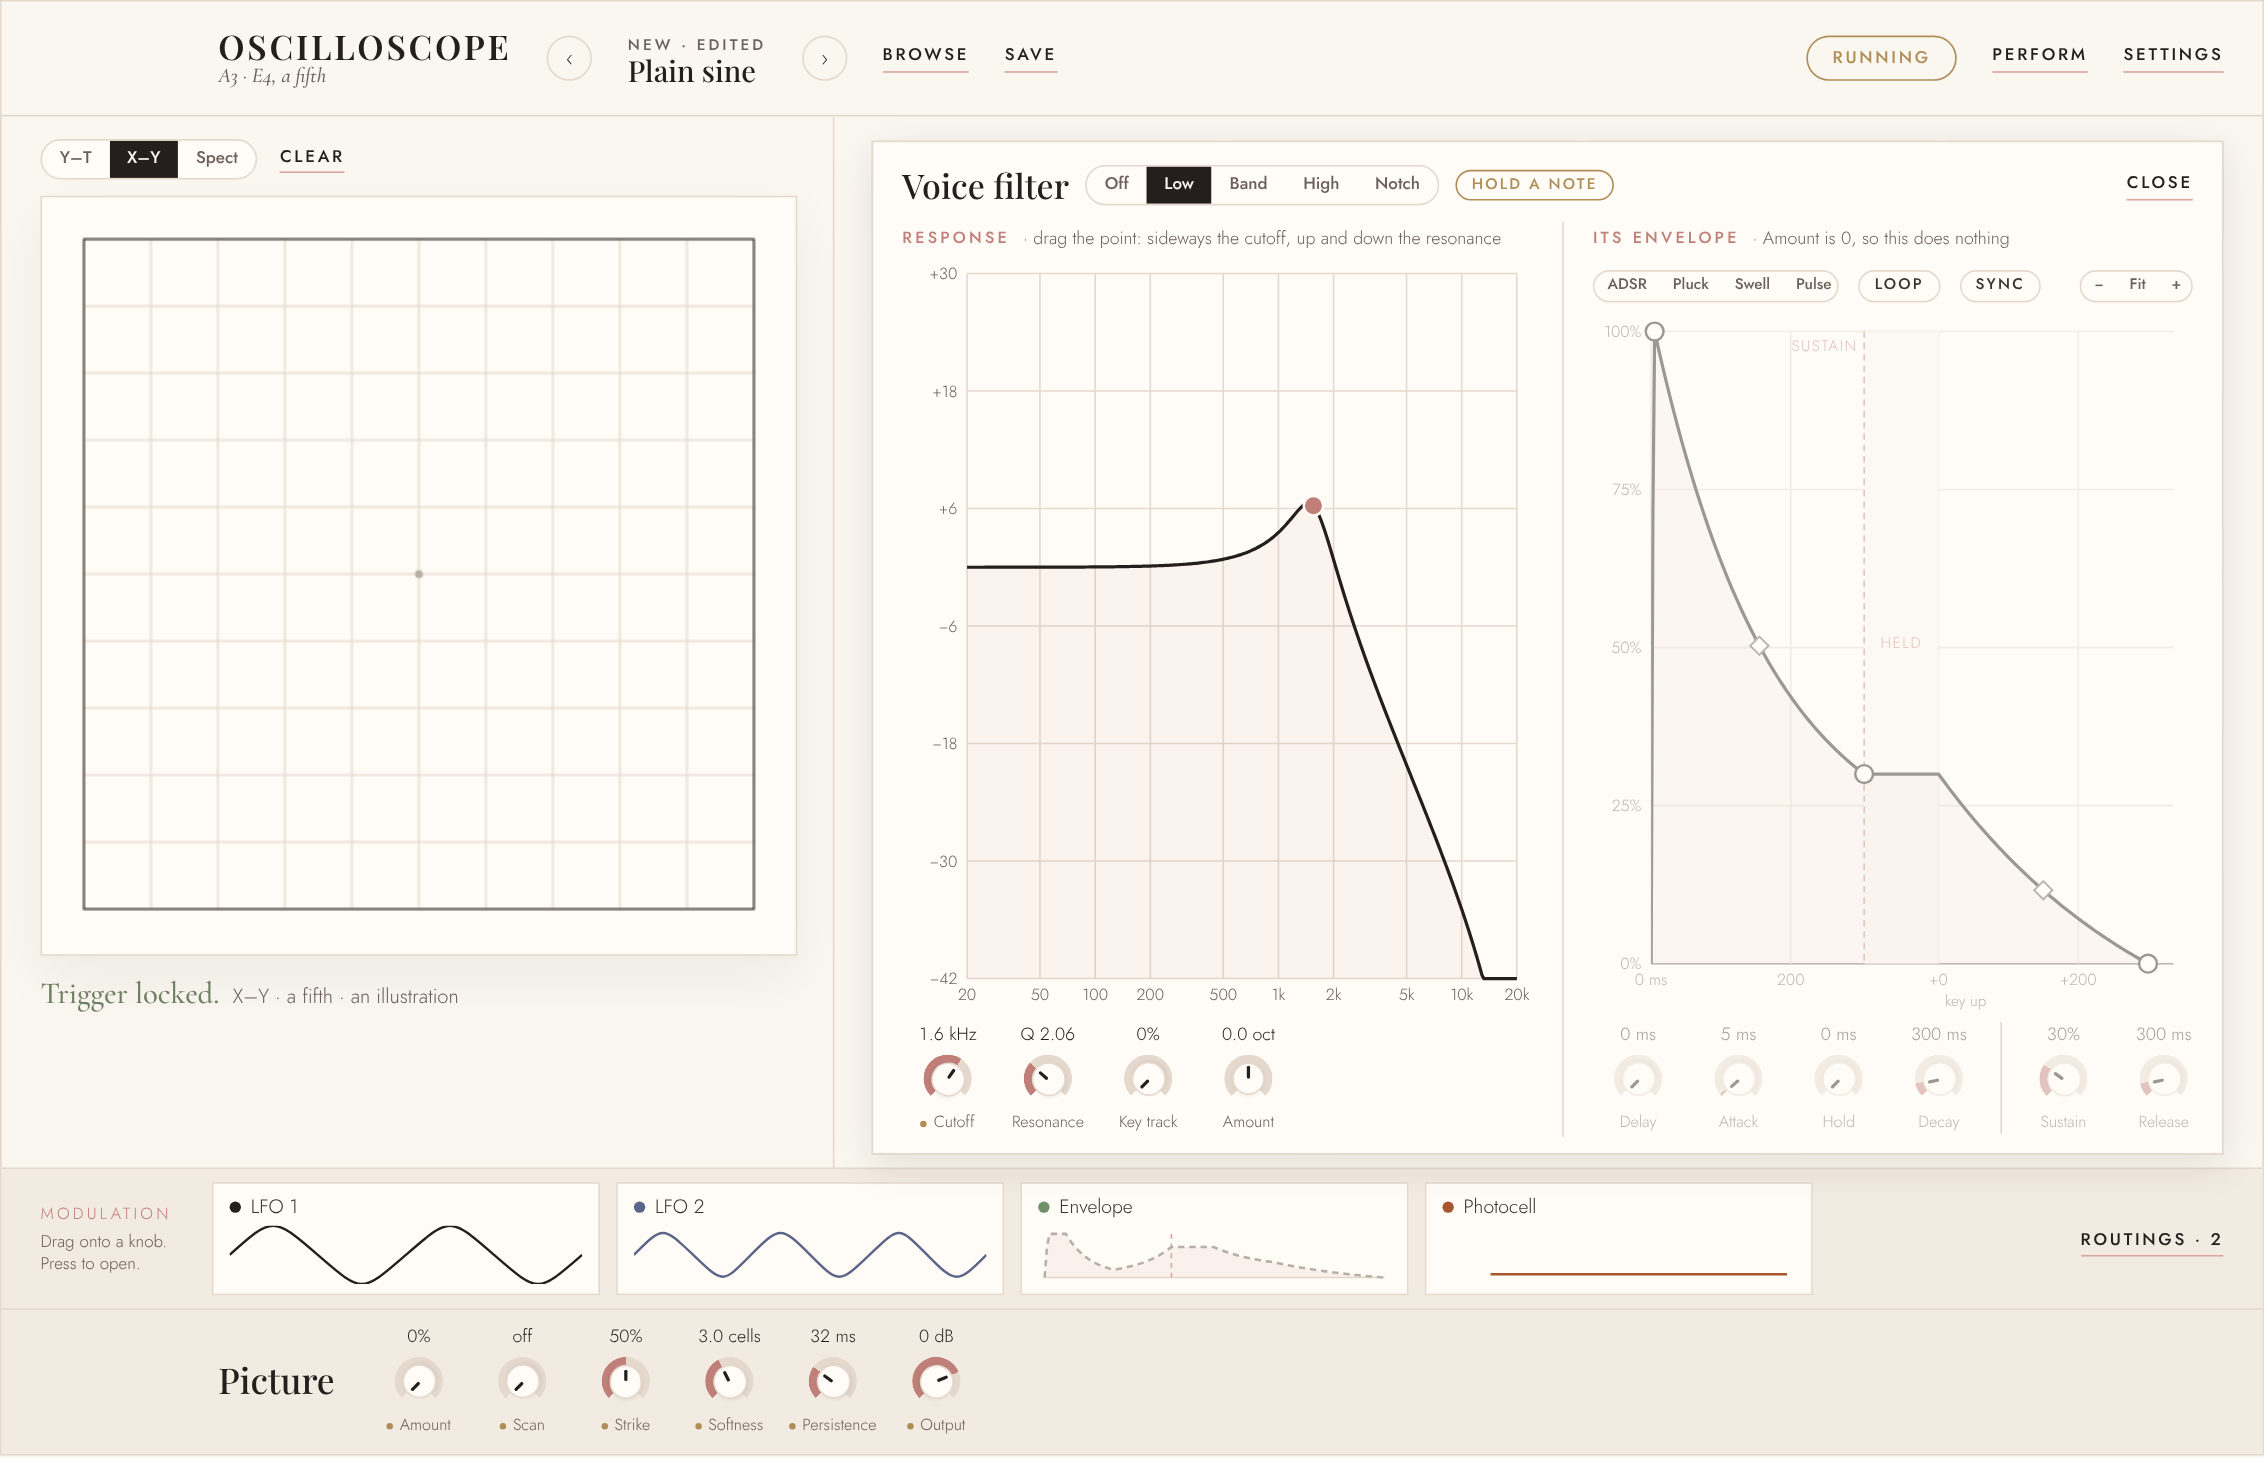 OSCILLOSCOPE
A3 · E4, a fifth
‹
NEW · EDITED
Plain sine
›
BROWSE
SAVE
RUNNING
PERFORM
SETTINGS
Y–T X–Y Spect
CLEAR
Trigger locked. X–Y · a fifth · an illustration
Voice filter
Off Low Band High Notch
HOLD A NOTE
CLOSE
RESPONSE · drag the point: sideways the cutoff, up and down the resonance
+30
+18
+6
−6
−18
−30
−42
20 50 100 200 500 1k 2k 5k 10k 20k
1.6 kHz Q 2.06 0% 0.0 oct
Cutoff Resonance Key track Amount
ITS ENVELOPE · Amount is 0, so this does nothing
ADSR Pluck Swell Pulse
LOOP
SYNC
− Fit +
100%
SUSTAIN
75%
50%
HELD
25%
0%
0 ms 200 +0 +200
key up
0 ms 5 ms 0 ms 300 ms 30% 300 ms
Delay Attack Hold Decay Sustain Release
MODULATION
Drag onto a knob.
Press to open.
LFO 1
LFO 2
Envelope
Photocell
ROUTINGS · 2
Picture
0% off 50% 3.0 cells 32 ms 0 dB
Amount Scan Strike Softness Persistence Output